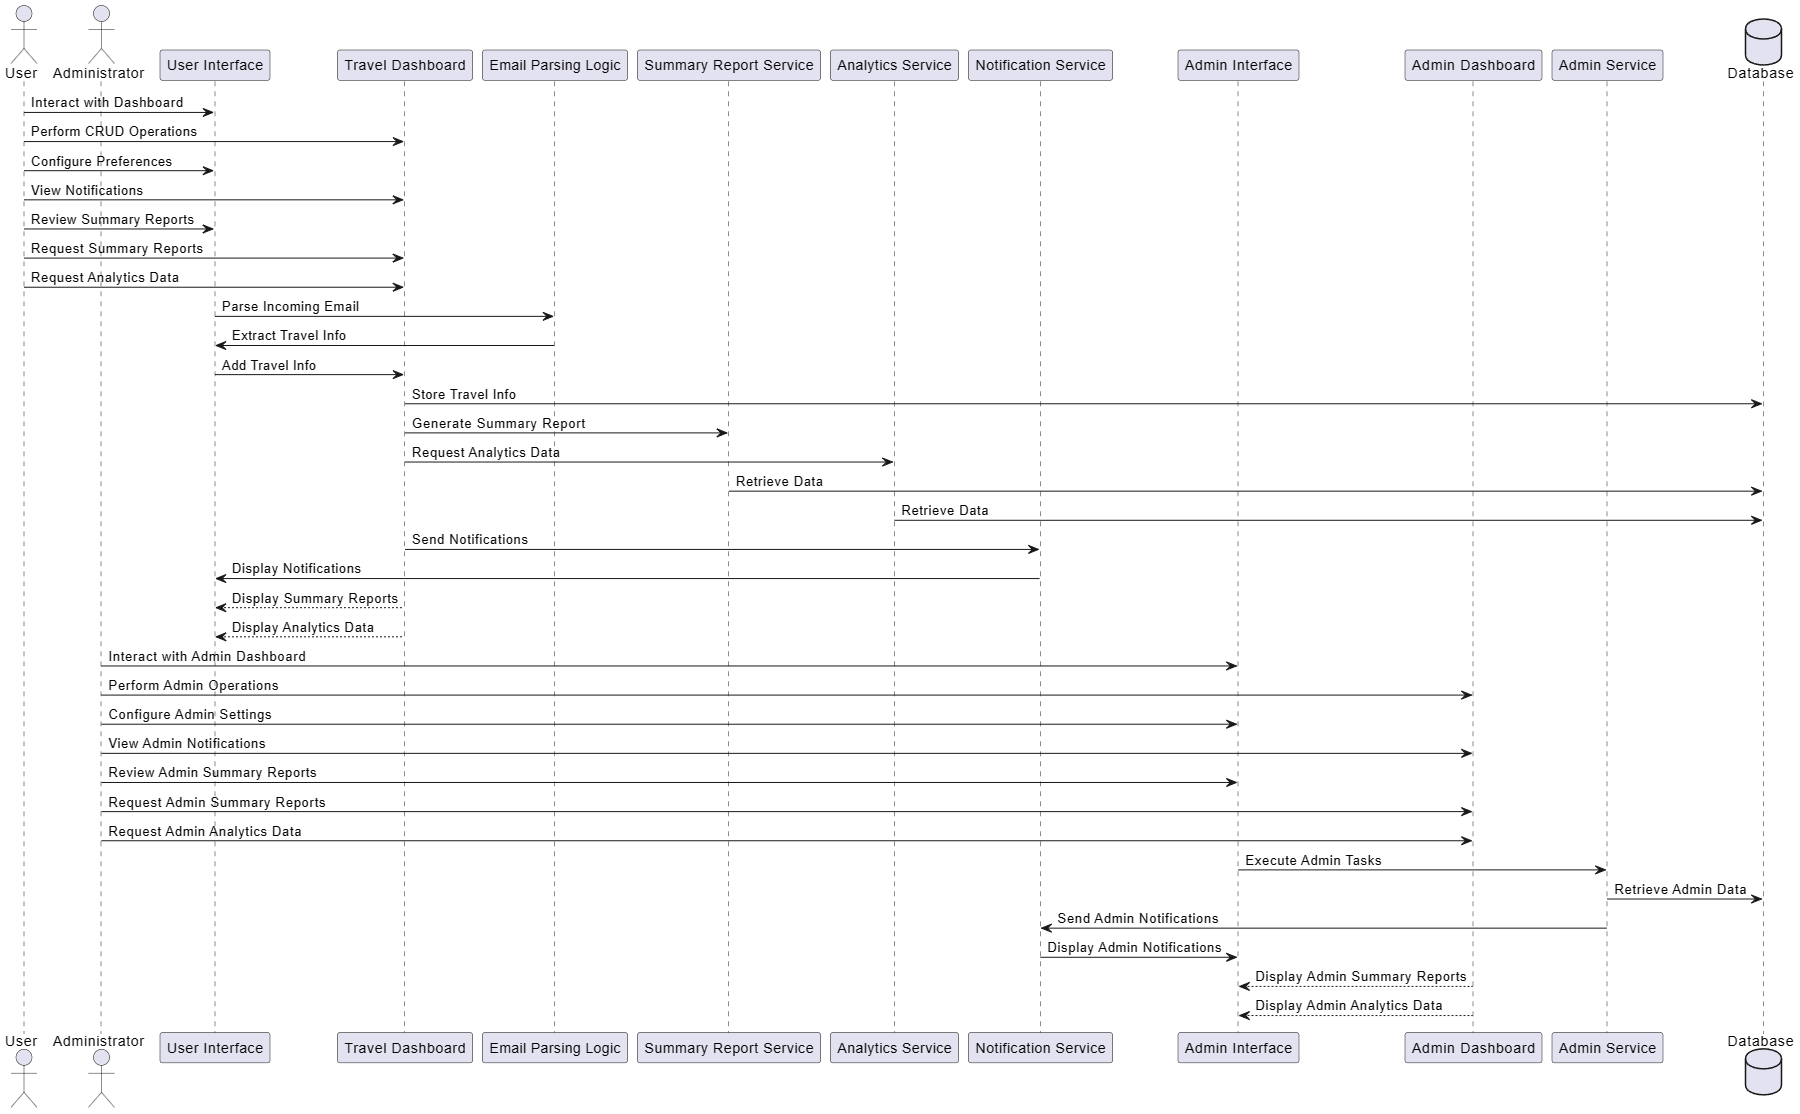 User
Administrator
User Interface
Travel Dashboard
Email Parsing Logic
Summary Report Service
Analytics Service
Notification Service
Admin Interface
Admin Dashboard
Admin Service
Database
Interact with Dashboard
Perform CRUD Operations
Configure Preferences
View Notifications
Review Summary Reports
Request Summary Reports
Request Analytics Data
Parse Incoming Email
Extract Travel Info
Add Travel Info
Store Travel Info
Generate Summary Report
Request Analytics Data
Retrieve Data
Retrieve Data
Send Notifications
Display Notifications
Display Summary Reports
Display Analytics Data
Interact with Admin Dashboard
Perform Admin Operations
Configure Admin Settings
View Admin Notifications
Review Admin Summary Reports
Request Admin Summary Reports
Request Admin Analytics Data
Execute Admin Tasks
Retrieve Admin Data
Send Admin Notifications
Display Admin Notifications
Display Admin Summary Reports
Display Admin Analytics Data
User
Administrator
User Interface
Travel Dashboard
Email Parsing Logic
Summary Report Service
Analytics Service
Notification Service
Admin Interface
Admin Dashboard
Admin Service
Database